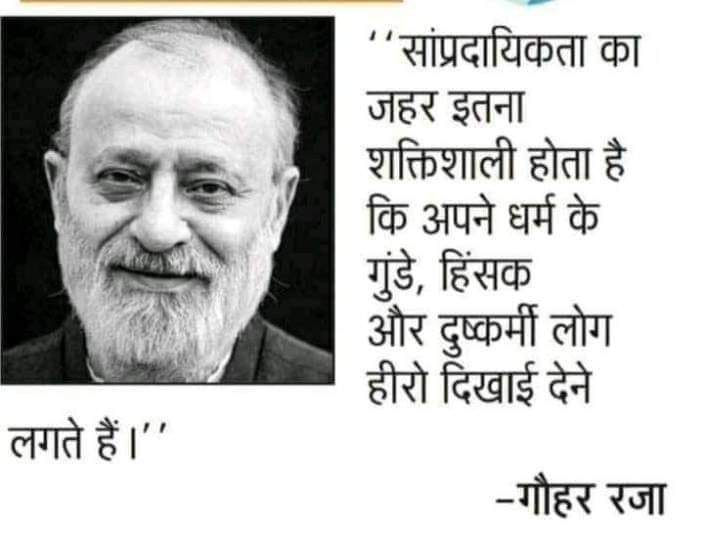 ‘‘सांप्रदायिकता का
जहर इतना
शक्तिशाली होता है
कि अपने धर्म के
गुंडे, हिंसक
और दुष्कर्मी लोग
हीरो दिखाई देने
लगते हैं।’’
–गौहर रजा